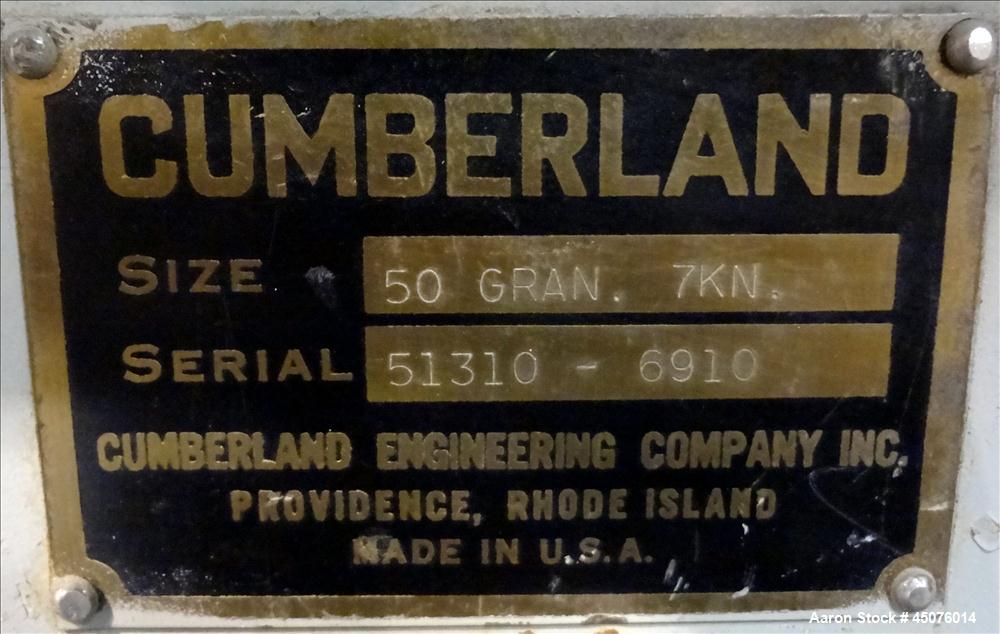 CUMBERLAND
SIZE 50 GRAN. 7KN.
SERIAL 51310 - 6910
CUMBERLAND ENGINEERING COMPANY INC.
PROVIDENCE, RHODE ISLAND
MADE IN U.S.A.
Aaron Stock # 45076014